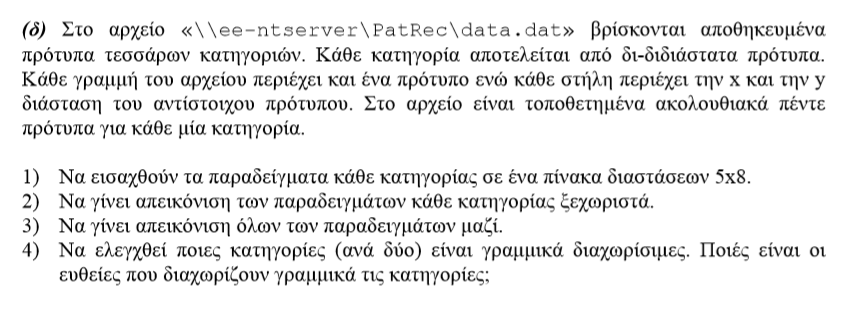 (δ) Στο αρχείο «\\ee-ntserver\PatRec\data.dat» βρίσκονται αποθηκευμένα
πρότυπα τεσσάρων κατηγοριών. Κάθε κατηγορία αποτελείται από δι-διδιάστατα πρότυπα.
Κάθε γραμμή του αρχείου περιέχει και ένα πρότυπο ενώ κάθε στήλη περιέχει την x και την y
διάσταση του αντίστοιχου πρότυπου. Στο αρχείο είναι τοποθετημένα ακολουθιακά πέντε
πρότυπα για κάθε μία κατηγορία.
1) Να εισαχθούν τα παραδείγματα κάθε κατηγορίας σε ένα πίνακα διαστάσεων 5x8.
2) Να γίνει απεικόνιση των παραδειγμάτων κάθε κατηγορίας ξεχωριστά.
3) Να γίνει απεικόνιση όλων των παραδειγμάτων μαζί.
4) Να ελεγχθεί ποιες κατηγορίες (ανά δύο) είναι γραμμικά διαχωρίσιμες. Ποιές είναι οι
ευθείες που διαχωρίζουν γραμμικά τις κατηγορίες;